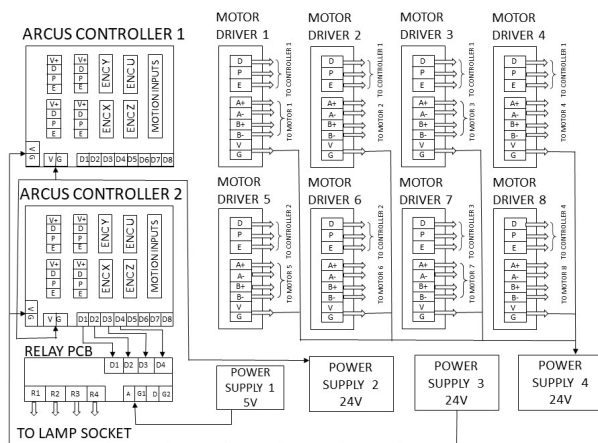 ARCUS CONTROLLER 1
V+
D
P
E
V+
D
P
E
ENCY
ENCU
MOTION INPUTS
V+
D
P
E
V+
D
P
E
ENCX
ENCZ
V G
V G
D1 D2 D3 D4 D5 D6 D7 D8
ARCUS CONTROLLER 2
V+
D
P
E
V+
D
P
E
ENCY
ENCU
MOTION INPUTS
V+
D
P
E
V+
D
P
E
ENCX
ENCZ
V G
V G
D1 D2 D3 D4 D5 D6 D7 D8
RELAY PCB
D1 D2 D3 D4
R1 R2 R3 R4
A G1 D G2
TO LAMP SOCKET
MOTOR
DRIVER 1
D
P
E
TO CONTROLLER 1
A+
A-
B+
B-
V
G
TO MOTOR 1
MOTOR
DRIVER 2
D
P
E
TO CONTROLLER 1
A+
A-
B+
B-
V
G
TO MOTOR 2
MOTOR
DRIVER 3
D
P
E
TO CONTROLLER 1
A+
A-
B+
B-
V
G
TO MOTOR 3
MOTOR
DRIVER 4
D
P
E
TO CONTROLLER 1
A+
A-
B+
B-
V
G
TO MOTOR 4
MOTOR
DRIVER 5
D
P
E
TO CONTROLLER 2
A+
A-
B+
B-
V
G
TO MOTOR 5
MOTOR
DRIVER 6
D
P
E
TO CONTROLLER 2
A+
A-
B+
B-
V
G
TO MOTOR 6
MOTOR
DRIVER 7
D
P
E
TO CONTROLLER 3
A+
A-
B+
B-
V
G
TO MOTOR 7
MOTOR
DRIVER 8
D
P
E
TO CONTROLLER 4
A+
A-
B+
B-
V
G
TO MOTOR 8
POWER
SUPPLY 1
5V
POWER
SUPPLY 2
24V
POWER
SUPPLY 3
24V
POWER
SUPPLY 4
24V